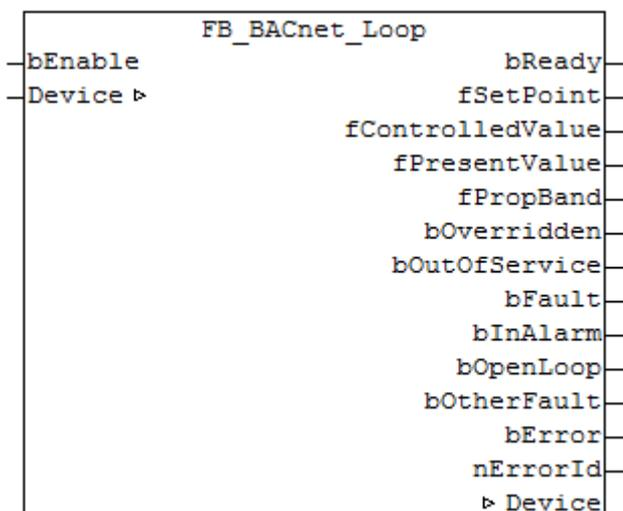 FB_BACnet_Loop
bEnable bReady
Device ▹ fSetPoint
fControlledValue
fPresentValue
fPropBand
bOverridden
bOutOfService
bFault
bInAlarm
bOpenLoop
bOtherFault
bError
nErrorId
▹ Device